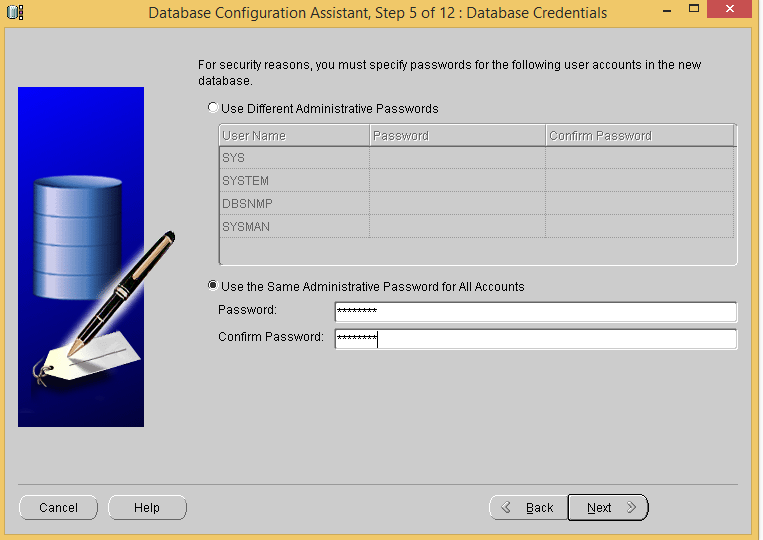 Database Configuration Assistant, Step 5 of 12 : Database Credentials
For security reasons, you must specify passwords for the following user accounts in the new
database.
Use Different Administrative Passwords
User Name Password Confirm Password
SYS
SYSTEM
DBSNMP
SYSMAN
Use the Same Administrative Password for All Accounts
Password: ********
Confirm Password: ********
Cancel Help Back Next